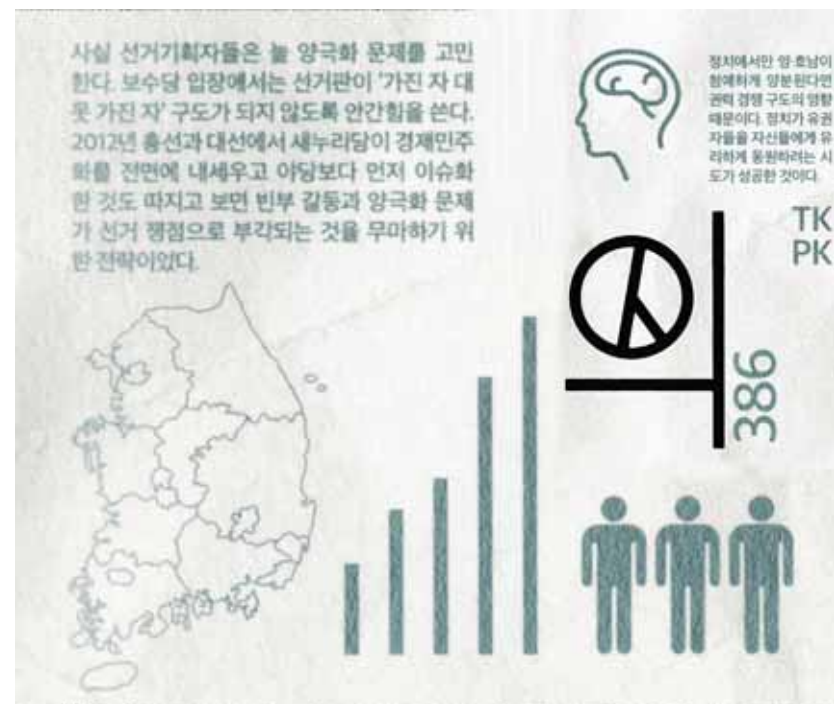 사실 선거기획자들은 늘 양극화 문제를 고민
한다. 보수당 입장에서는 선거판이 ‘가진 자 대
못 가진 자’ 구도가 되지 않도록 안간힘을 쓴다.
2012년 총선과 대선에서 새누리당이 경제민주
화를 전면에 내세우고 야당보다 먼저 이슈화
한 것도 따지고 보면 빈부 갈등과 양극화 문제
가 선거 쟁점으로 부각되는 것을 무마하기 위
한 전략이었다.
정치에서만 영·호남이
첨예하게 양분된다면
권력 경쟁 구도의 영향
때문이다. 정치가 유권
자들을 자신들에게 유
리하게 동원하려는 시
도가 성공한 것이다.
TK
PK
386